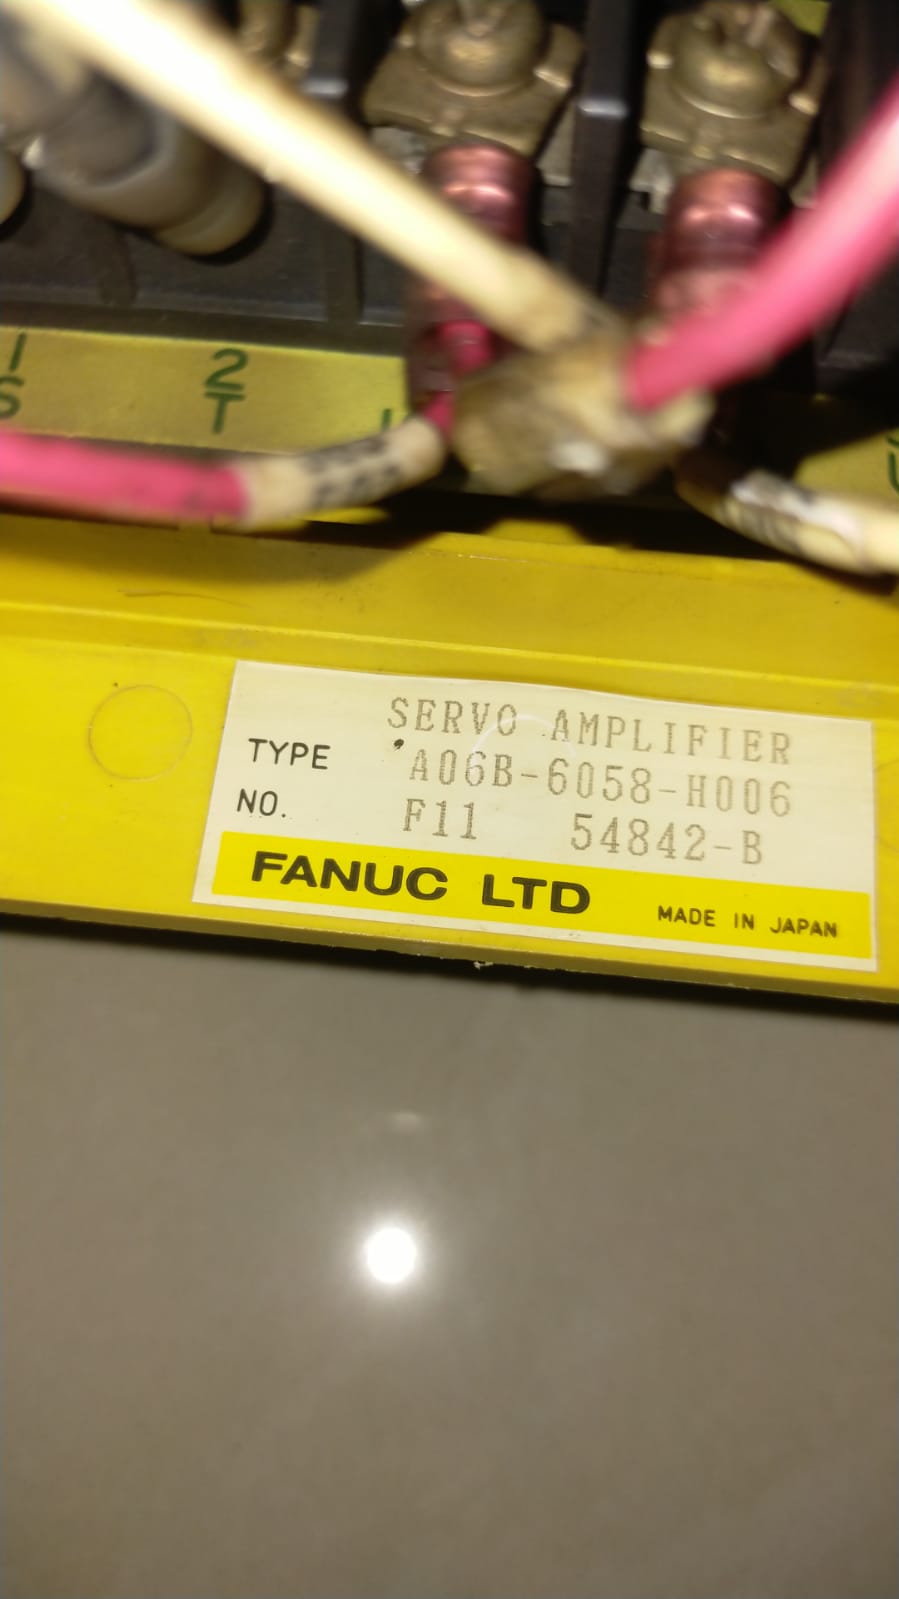 1 2
S T
SERVO AMPLIFIER
TYPE A06B-6058-H006
NO. F11 54842-B
FANUC LTD MADE IN JAPAN